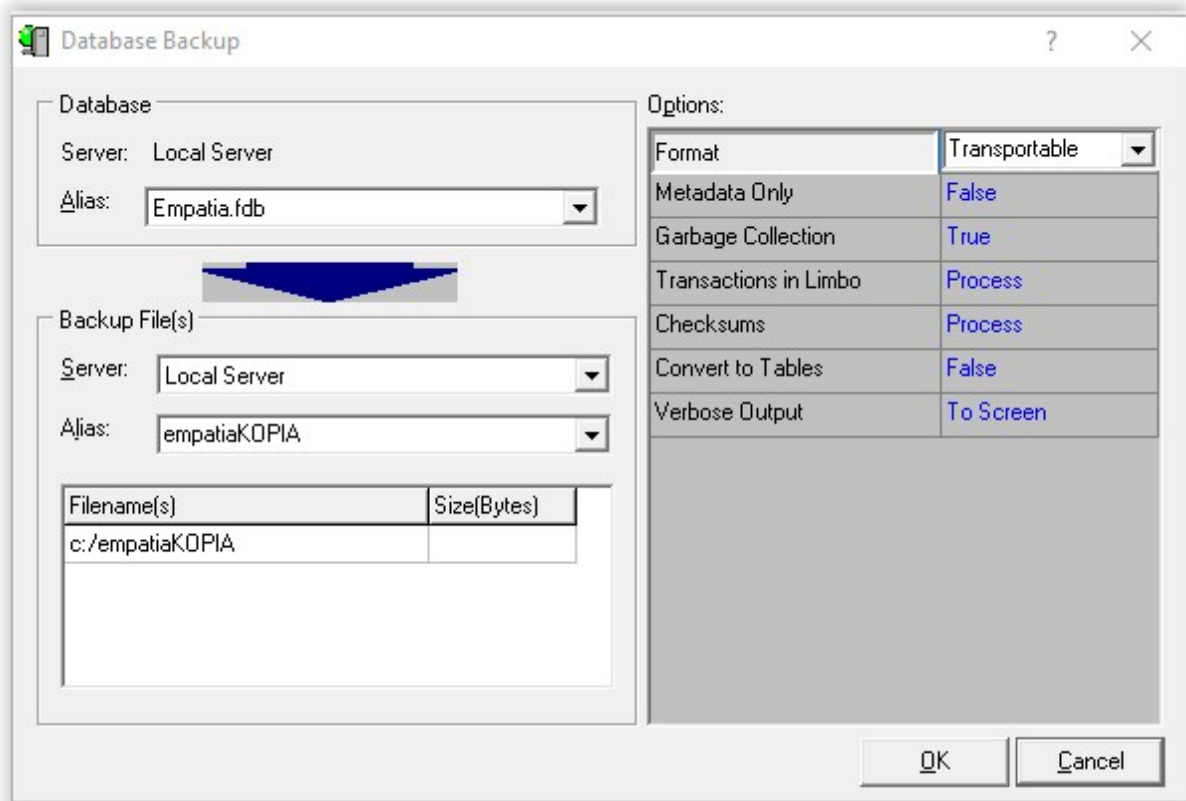 Database Backup
Database
Server: Local Server
Alias: Empatia.fdb
Backup File(s)
Server: Local Server
Alias: empatiaKOPIA
Filename(s) Size(Bytes)
c:/empatiaKOPIA
Options:
Format Transportable
Metadata Only False
Garbage Collection True
Transactions in Limbo Process
Checksums Process
Convert to Tables False
Verbose Output To Screen
OK Cancel